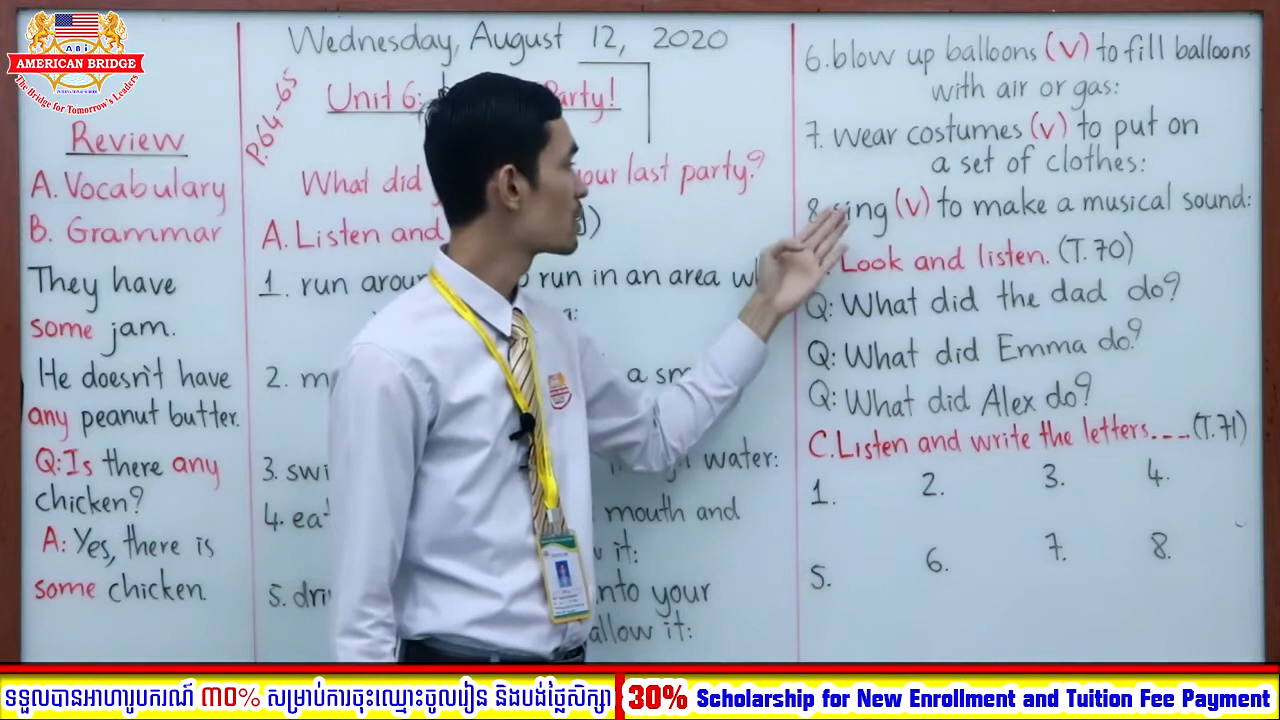 ABi
AMERICAN BRIDGE
INTERNATIONAL SCHOOL
The Bridge for Tomorrow's Leaders
Wednesday, August 12, 2020
P.64-65
Unit 6: Party!
What did your last party?
A. Listen and
1. run around run in an area
2.
a
3. water:
4. eat mouth and
it:
5. into your
swallow it:
Review
A. Vocabulary
B. Grammar
They have
some jam.
He doesn't have
any peanut butter.
Q: Is there any
chicken?
A: Yes, there is
some chicken.
6. blow up balloons (v) to fill balloons
with air or gas:
7. wear costumes (v) to put on
a set of clothes:
8. sing (v) to make a musical sound:
Look and listen. (T.70)
Q: What did the dad do?
Q: What did Emma do?
Q: What did Alex do?
C. Listen and write the letters.... (T.71)
1. 2. 3. 4.
5. 6. 7. 8.
ទទួលបានអាហារូបករណ៍ ៣០% សម្រាប់ការចុះឈ្មោះចូលរៀន និងបង់ថ្លៃសិក្សា
30% Scholarship for New Enrollment and Tuition Fee Payment